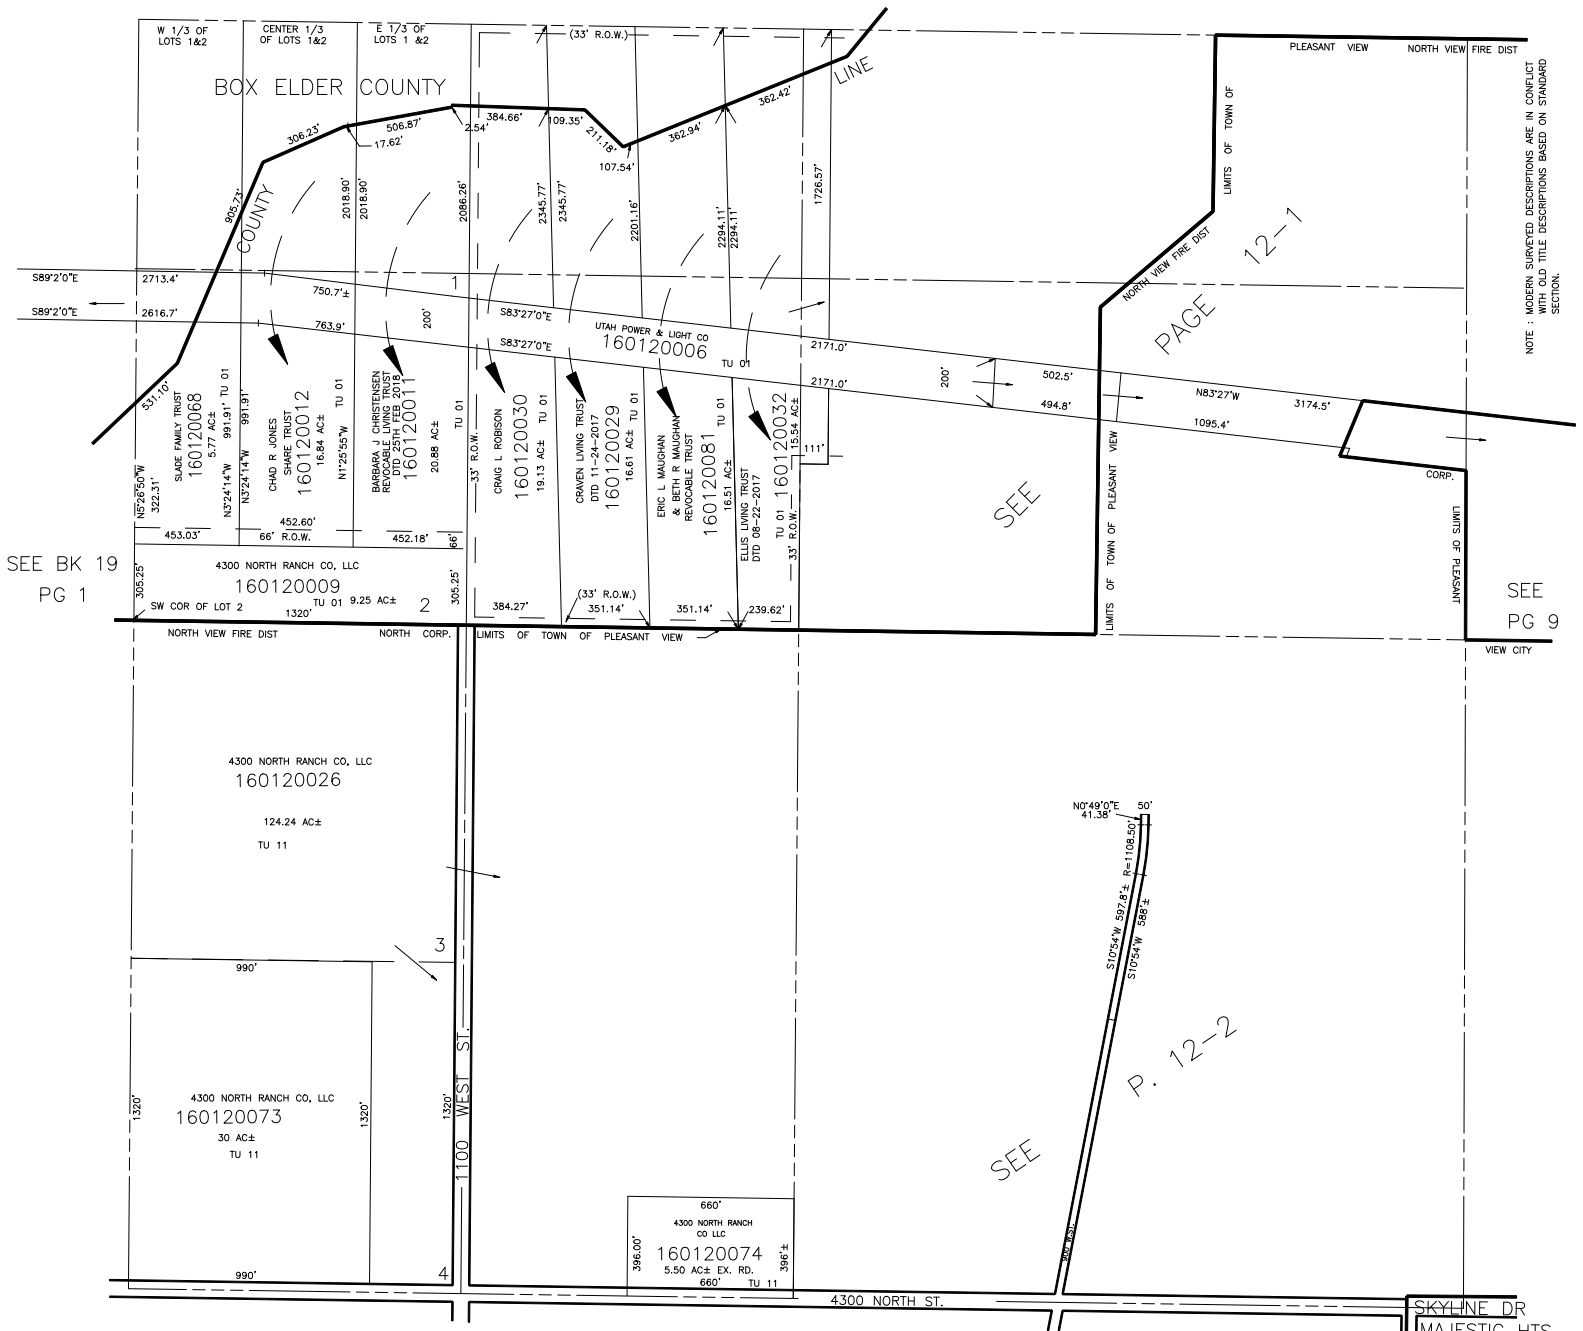 W 1/3 OF
LOTS 1&2
CENTER 1/3
OF LOTS 1&2
E 1/3 OF
LOTS 1 &2
(33' R.O.W.)
PLEASANT VIEW
NORTH VIEW FIRE DIST
BOX ELDER COUNTY
COUNTY
LINE
306.23'
506.87'
17.62'
2.54'
384.66'
109.35'
211.18'
107.54'
362.94'
362.42'
905.73'
531.10'
2018.90'
2018.90'
2086.26'
2345.77'
2345.77'
2201.16'
2294.11'
2294.11'
1726.57'
LIMITS OF TOWN OF
NORTH VIEW FIRE DIST
SEE
PAGE
12-1
NOTE : MODERN SURVEYED DESCRIPTIONS ARE IN CONFLICT
WITH OLD TITLE DESCRIPTIONS BASED ON STANDARD
SECTION.
S89°2'0"E
2713.4'
S89°2'0"E
2616.7'
750.7'±
763.9'
200'
1
S83°27'0"E
S83°27'0"E
UTAH POWER & LIGHT CO
160120006
TU 01
2171.0'
2171.0'
200'
502.5'
494.8'
N83°27'W
3174.5'
1095.4'
CORP.
LIMITS OF PLEASANT
LIMITS OF TOWN OF PLEASANT VIEW
SLADE FAMILY TRUST
160120068
5.77 AC±
TU 01
N5°26'50"W
322.31'
N3°24'14"W 991.91'
N3°24'14"W 991.91'
CHAD R JONES
SHARE TRUST
160120012
16.84 AC±
N1°25'55"W TU 01
BARBARA J CHRISTENSEN
REVOCABLE LIVING TRUST
DTD 25TH FEB 2018
160120011
20.88 AC±
TU 01
33' R.O.W.
CRAIG L ROBISON
160120030
19.13 AC± TU 01
CRAVEN LIVING TRUST
DTD 11-24-2017
160120029
16.61 AC± TU 01
ERIC L MAUGHAN
& BETH R MAUGHAN
REVOCABLE TRUST
160120081
16.51 AC±
TU 01
ELLIS LIVING TRUST
DTD 08-22-2017
TU 01 160120032
15.54 AC±
33' R.O.W.
111'
453.03'
452.60'
66' R.O.W.
452.18'
66'
SEE BK 19
PG 1
305.25'
4300 NORTH RANCH CO, LLC
160120009
TU 01 9.25 AC±
2
305.25'
SW COR OF LOT 2
1320'
384.27'
(33' R.O.W.)
351.14'
351.14'
239.62'
SEE
PG 9
NORTH VIEW FIRE DIST
NORTH CORP.
LIMITS OF TOWN OF PLEASANT VIEW
VIEW CITY
4300 NORTH RANCH CO, LLC
160120026
124.24 AC±
TU 11
N0°49'0"E 50'
41.38'
R=1108.50'
S10°54'W 597.8'±
S10°54'W 588'±
3
990'
4300 NORTH RANCH CO, LLC
160120073
30 AC±
TU 11
1320'
1320'
1320'
1100 WEST ST.
SEE
P. 12-2
990'
4
660'
4300 NORTH RANCH
CO LLC
160120074
5.50 AC± EX. RD.
660' TU 11
396.00'
396'±
900 W.ST.
4300 NORTH ST.
SKYLINE DR
MAJESTIC HTS